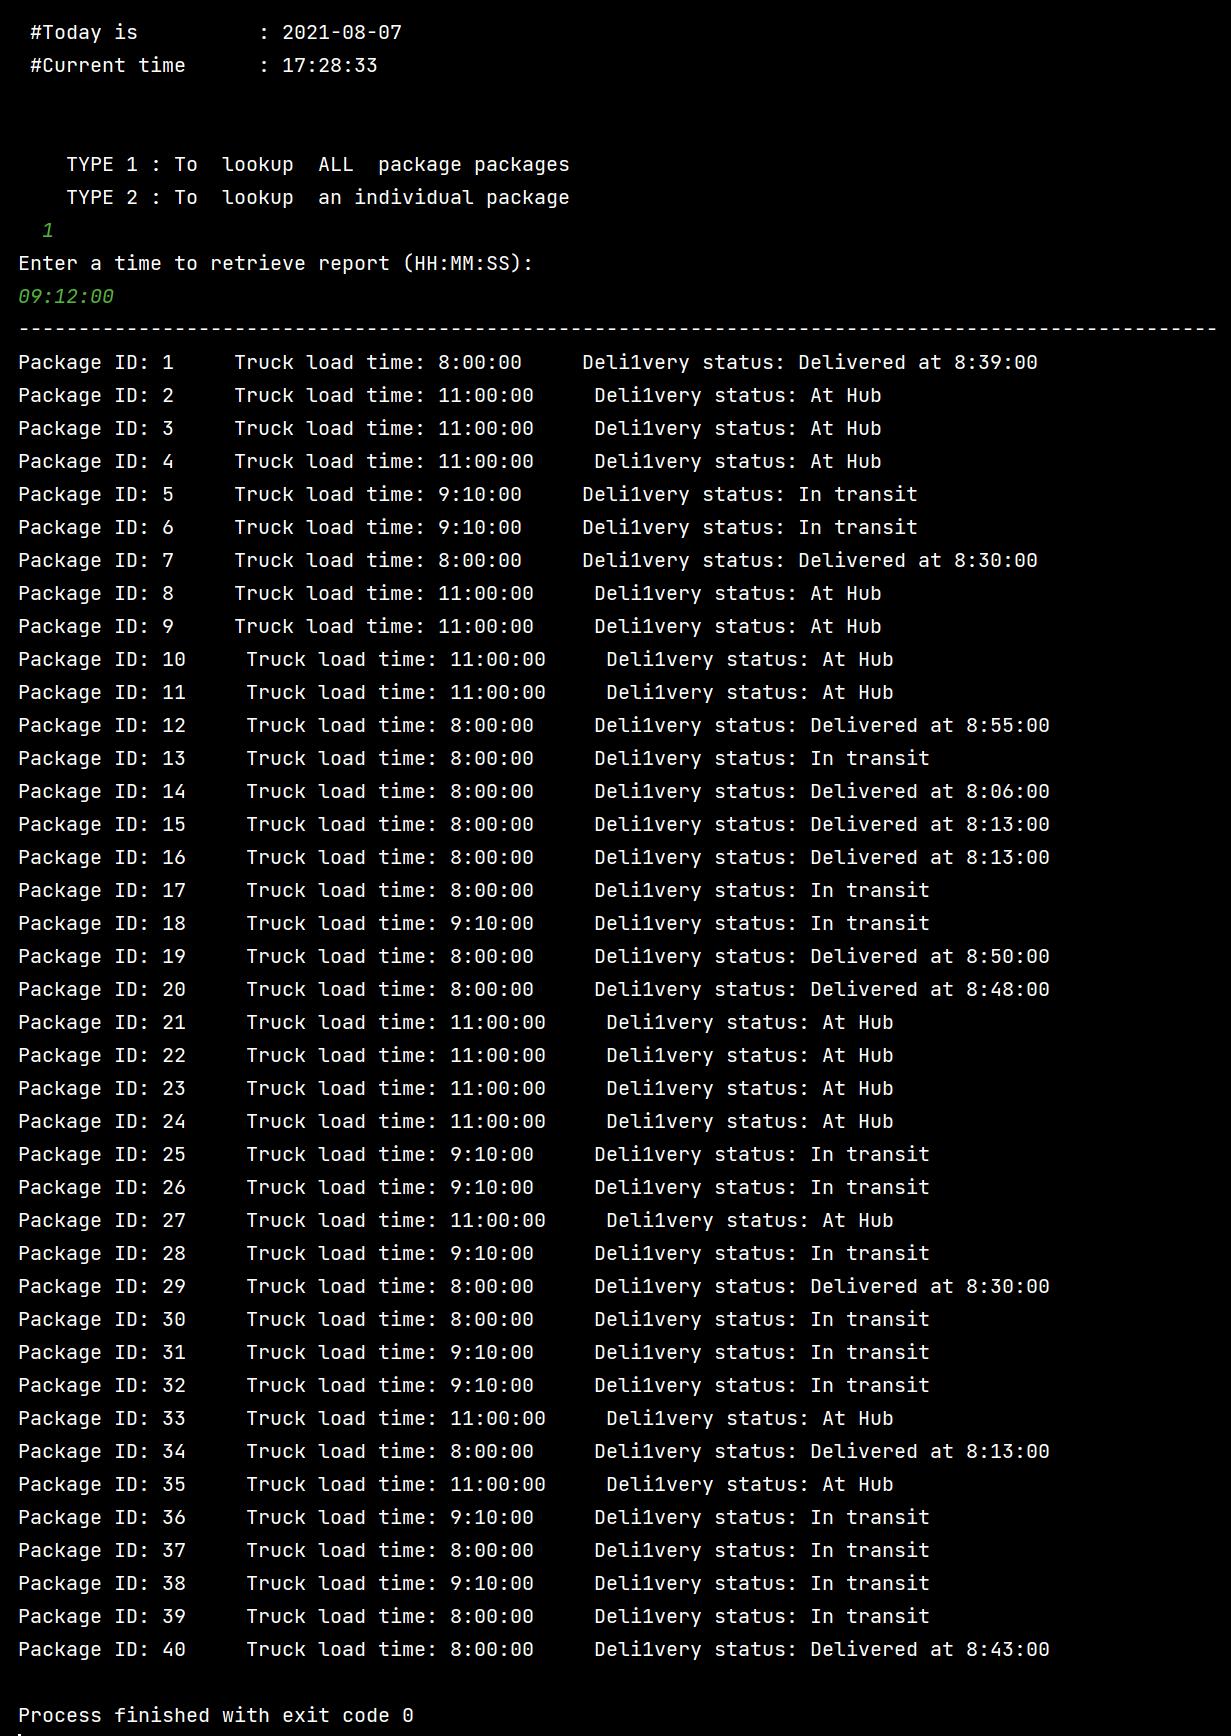 #Today is          : 2021-08-07
#Current time      : 17:28:33
TYPE 1 : To  lookup  ALL  package packages
TYPE 2 : To  lookup  an individual package
1
Enter a time to retrieve report (HH:MM:SS):
09:12:00
----------------------------------------------------------------------------------------------------
Package ID: 1     Truck load time: 8:00:00     Deli1very status: Delivered at 8:39:00
Package ID: 2     Truck load time: 11:00:00     Deli1very status: At Hub
Package ID: 3     Truck load time: 11:00:00     Deli1very status: At Hub
Package ID: 4     Truck load time: 11:00:00     Deli1very status: At Hub
Package ID: 5     Truck load time: 9:10:00     Deli1very status: In transit
Package ID: 6     Truck load time: 9:10:00     Deli1very status: In transit
Package ID: 7     Truck load time: 8:00:00     Deli1very status: Delivered at 8:30:00
Package ID: 8     Truck load time: 11:00:00     Deli1very status: At Hub
Package ID: 9     Truck load time: 11:00:00     Deli1very status: At Hub
Package ID: 10     Truck load time: 11:00:00     Deli1very status: At Hub
Package ID: 11     Truck load time: 11:00:00     Deli1very status: At Hub
Package ID: 12     Truck load time: 8:00:00     Deli1very status: Delivered at 8:55:00
Package ID: 13     Truck load time: 8:00:00     Deli1very status: In transit
Package ID: 14     Truck load time: 8:00:00     Deli1very status: Delivered at 8:06:00
Package ID: 15     Truck load time: 8:00:00     Deli1very status: Delivered at 8:13:00
Package ID: 16     Truck load time: 8:00:00     Deli1very status: Delivered at 8:13:00
Package ID: 17     Truck load time: 8:00:00     Deli1very status: In transit
Package ID: 18     Truck load time: 9:10:00     Deli1very status: In transit
Package ID: 19     Truck load time: 8:00:00     Deli1very status: Delivered at 8:50:00
Package ID: 20     Truck load time: 8:00:00     Deli1very status: Delivered at 8:48:00
Package ID: 21     Truck load time: 11:00:00     Deli1very status: At Hub
Package ID: 22     Truck load time: 11:00:00     Deli1very status: At Hub
Package ID: 23     Truck load time: 11:00:00     Deli1very status: At Hub
Package ID: 24     Truck load time: 11:00:00     Deli1very status: At Hub
Package ID: 25     Truck load time: 9:10:00     Deli1very status: In transit
Package ID: 26     Truck load time: 9:10:00     Deli1very status: In transit
Package ID: 27     Truck load time: 11:00:00     Deli1very status: At Hub
Package ID: 28     Truck load time: 9:10:00     Deli1very status: In transit
Package ID: 29     Truck load time: 8:00:00     Deli1very status: Delivered at 8:30:00
Package ID: 30     Truck load time: 8:00:00     Deli1very status: In transit
Package ID: 31     Truck load time: 9:10:00     Deli1very status: In transit
Package ID: 32     Truck load time: 9:10:00     Deli1very status: In transit
Package ID: 33     Truck load time: 11:00:00     Deli1very status: At Hub
Package ID: 34     Truck load time: 8:00:00     Deli1very status: Delivered at 8:13:00
Package ID: 35     Truck load time: 11:00:00     Deli1very status: At Hub
Package ID: 36     Truck load time: 9:10:00     Deli1very status: In transit
Package ID: 37     Truck load time: 8:00:00     Deli1very status: In transit
Package ID: 38     Truck load time: 9:10:00     Deli1very status: In transit
Package ID: 39     Truck load time: 8:00:00     Deli1very status: In transit
Package ID: 40     Truck load time: 8:00:00     Deli1very status: Delivered at 8:43:00
Process finished with exit code 0